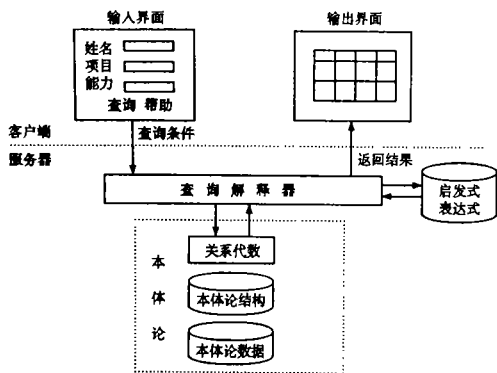 输入界面
输出界面
姓名
项目
能力
查询 帮助
客户端
查询条件
服务器
返回结果
查询解释器
启发式
表达式
关系代数
本体论
本体论结构
本体论数据